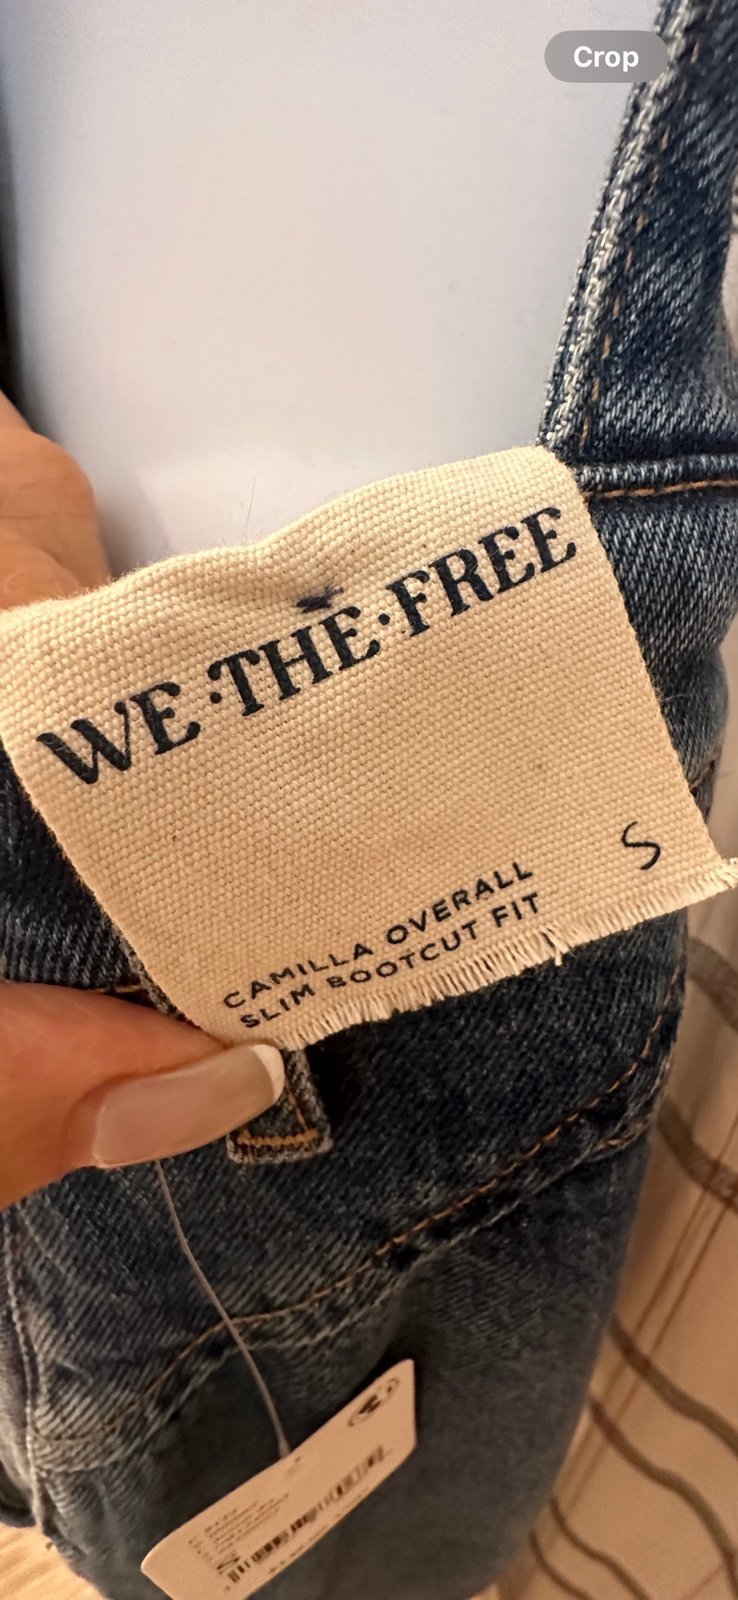 Crop
WE·THE·FREE
S
CAMILLA OVERALL
SLIM BOOTCUT FIT